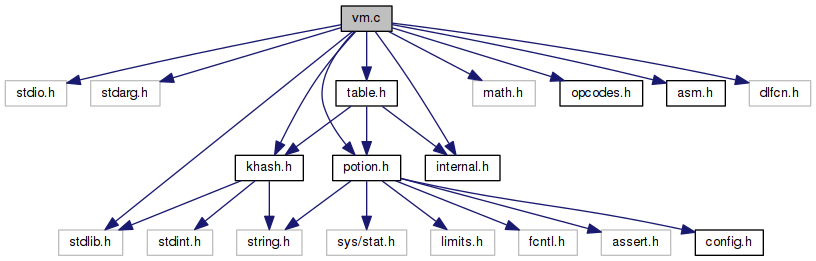 vm.c
stdio.h
stdarg.h
table.h
math.h
opcodes.h
asm.h
dlfcn.h
khash.h
potion.h
internal.h
stdlib.h
stdint.h
string.h
sys/stat.h
limits.h
fcntl.h
assert.h
config.h